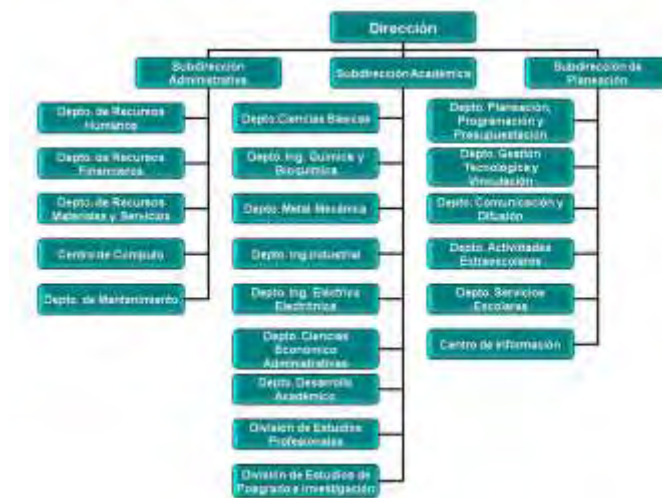 Dirección
Subdirección
Administrativa
Subdirección Académica
Subdirección de
Planeación
Depto. de Recursos
Humanos
Depto. de Recursos
Financieros
Depto. de Recursos
Materiales y Servicios
Centro de Cómputo
Depto. de Mantenimiento
Depto. Ciencias Básicas
Depto. Ing. Química y
Bioquímica
Depto. Metal Mecánica
Depto. Ing. Industrial
Depto. Ing. Eléctrica
Electrónica
Depto. Ciencias
Económico
Administrativas
Depto. Desarrollo
Académico
División de Estudios
Profesionales
División de Estudios de
Posgrado e Investigación
Depto. Planeación,
Programación y
Presupuestación
Depto. Gestión
Tecnológica y
Vinculación
Depto. Comunicación y
Difusión
Depto. Actividades
Extraescolares
Depto. Servicios
Escolares
Centro de Información